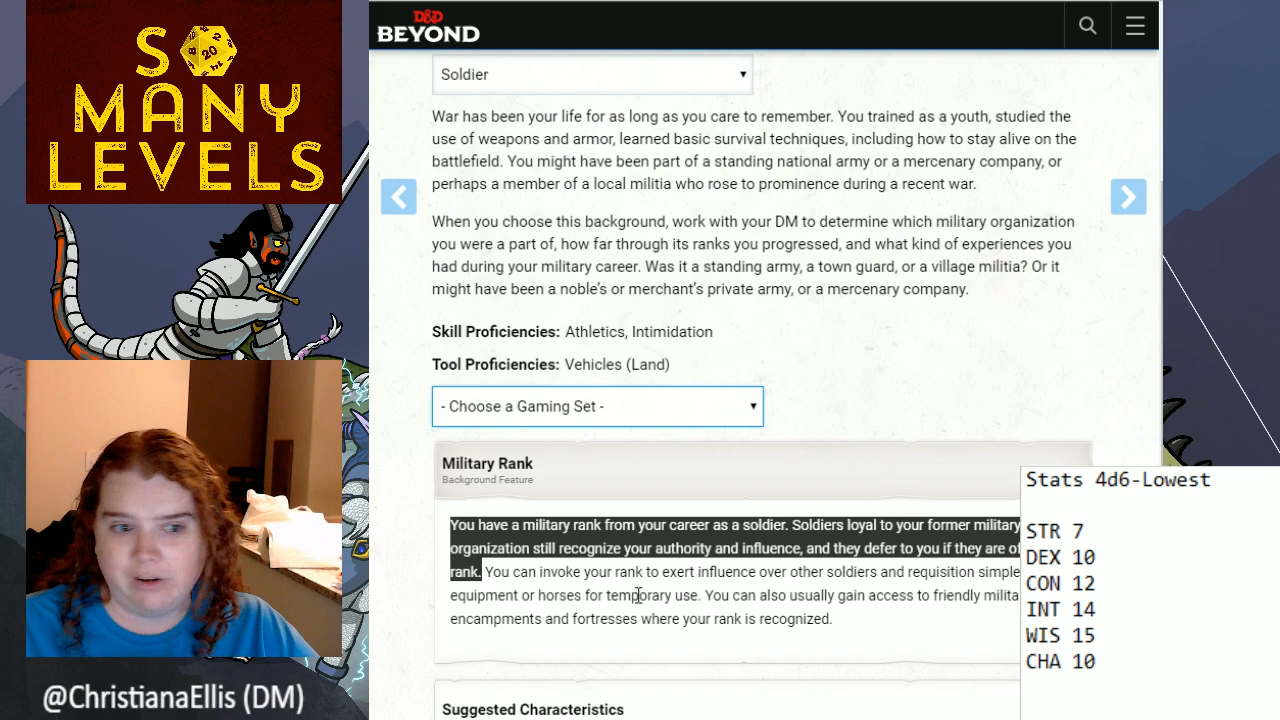 SO
MANY
LEVELS
@ChristianaEllis (DM)
D&D
BEYOND
Soldier
War has been your life for as long as you care to remember. You trained as a youth, studied the
use of weapons and armor, learned basic survival techniques, including how to stay alive on the
battlefield. You might have been part of a standing national army or a mercenary company, or
perhaps a member of a local militia who rose to prominence during a recent war.
When you choose this background, work with your DM to determine which military organization
you were a part of, how far through its ranks you progressed, and what kind of experiences you
had during your military career. Was it a standing army, a town guard, or a village militia? Or it
might have been a noble's or merchant's private army, or a mercenary company.
Skill Proficiencies: Athletics, Intimidation
Tool Proficiencies: Vehicles (Land)
- Choose a Gaming Set -
Military Rank
Background Feature
You have a military rank from your career as a soldier. Soldiers loyal to your former military
organization still recognize your authority and influence, and they defer to you if they are of
rank. You can invoke your rank to exert influence over other soldiers and requisition simple
equipment or horses for temporary use. You can also usually gain access to friendly milita
encampments and fortresses where your rank is recognized.
Suggested Characteristics
Stats 4d6-Lowest
STR 7
DEX 10
CON 12
INT 14
WIS 15
CHA 10